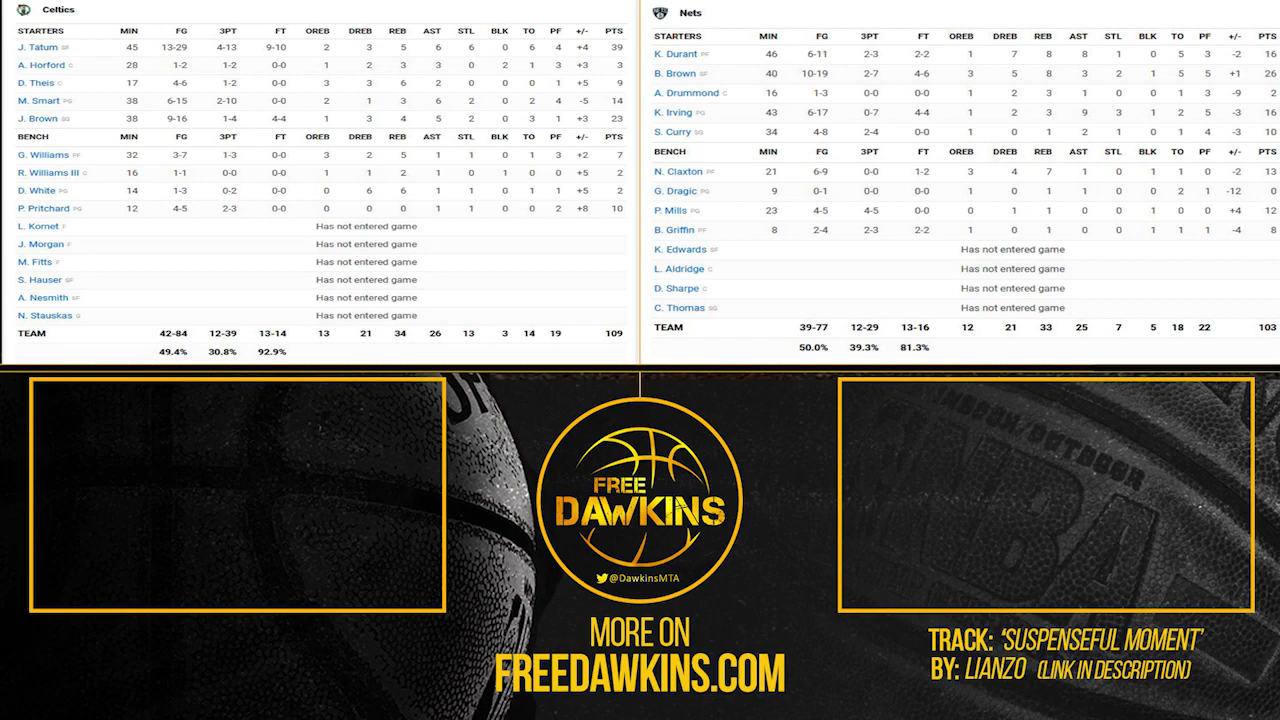 Celtics
STARTERS MIN FG 3PT FT OREB DREB REB AST STL BLK TO PF +/- PTS
J. Tatum SF 45 13-29 4-13 9-10 2 3 5 6 6 0 6 4 +4 39
A. Horford C 28 1-2 1-2 0-0 1 2 3 3 0 2 1 3 +3 3
D. Theis C 17 4-6 1-2 0-0 3 3 6 2 0 0 0 1 +5 9
M. Smart PG 38 6-15 2-10 0-0 2 1 3 6 2 0 2 4 -5 14
J. Brown SG 38 9-16 1-4 4-4 1 3 4 5 2 0 3 1 +3 23
BENCH MIN FG 3PT FT OREB DREB REB AST STL BLK TO PF +/- PTS
G. Williams PF 32 3-7 1-3 0-0 3 2 5 1 1 0 1 3 +2 7
R. Williams III C 16 1-1 0-0 0-0 1 1 2 1 0 1 0 0 +5 2
D. White PG 14 1-3 0-2 0-0 0 6 6 1 1 0 1 1 +5 2
P. Pritchard PG 12 4-5 2-3 0-0 0 0 0 1 1 0 0 2 +8 10
L. Kornet F Has not entered game
J. Morgan F Has not entered game
M. Fitts F Has not entered game
S. Hauser SF Has not entered game
A. Nesmith SF Has not entered game
N. Stauskas G Has not entered game
TEAM 42-84 12-39 13-14 13 21 34 26 13 3 14 19 109
49.4% 30.8% 92.9%
Nets
STARTERS MIN FG 3PT FT OREB DREB REB AST STL BLK TO PF +/- PTS
K. Durant PF 46 6-11 2-3 2-2 1 7 8 8 1 0 5 3 -2 16
B. Brown SF 40 10-19 2-7 4-6 3 5 8 3 2 1 5 5 +1 26
A. Drummond C 16 1-3 0-0 0-0 1 2 3 1 0 0 1 3 -9 2
K. Irving PG 43 6-17 0-7 4-4 1 2 3 9 3 1 2 5 -3 16
S. Curry SG 34 4-8 2-4 0-0 1 0 1 2 1 0 1 4 -3 10
BENCH MIN FG 3PT FT OREB DREB REB AST STL BLK TO PF +/- PTS
N. Claxton PF 21 6-9 0-0 1-2 3 4 7 1 0 1 1 0 -2 13
G. Dragic PG 9 0-1 0-0 0-0 0 1 1 1 0 0 2 1 -12 0
P. Mills PG 23 4-5 4-5 0-0 0 1 1 0 0 1 0 0 +4 12
B. Griffin PF 8 2-4 2-3 2-2 1 0 1 0 0 1 1 1 -4 8
K. Edwards SF Has not entered game
L. Aldridge C Has not entered game
D. Sharpe C Has not entered game
C. Thomas SG Has not entered game
TEAM 39-77 12-29 13-16 12 21 33 25 7 5 18 22 103
50.0% 39.3% 81.3%
INDOOR/OUTDOOR
NBA
FREE
DAWKINS
@DawkinsMTA
MORE ON
FREEDAWKINS.COM
TRACK: 'SUSPENSEFUL MOMENT'
BY: LIANZO (LINK IN DESCRIPTION)